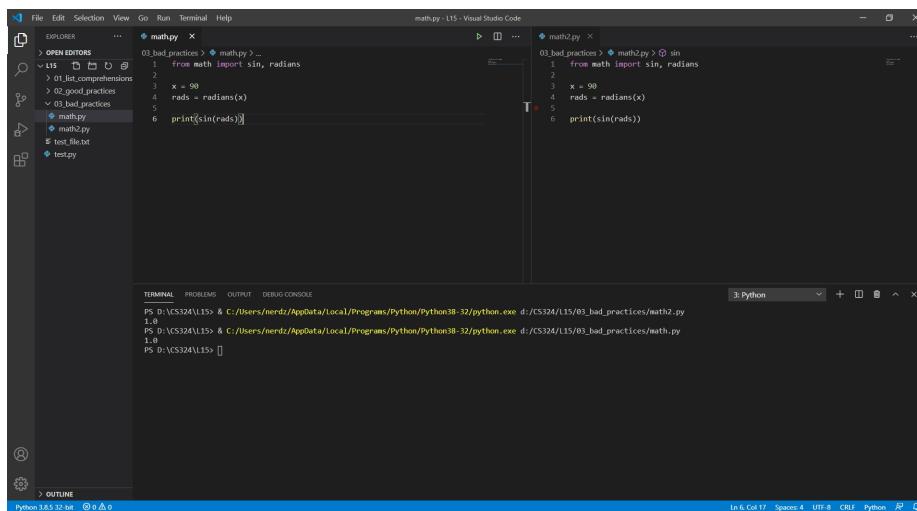 File Edit Selection View Go Run Terminal Help math.py - L15 - Visual Studio Code
EXPLORER ...
OPEN EDITORS
L15
01_list_comprehensions
02_good_practices
03_bad_practices
math.py
math2.py
test_file.txt
test.py
OUTLINE
math.py ×
03_bad_practices > math.py > ...
1 from math import sin, radians
2
3 x = 90
4 rads = radians(x)
5
6 print(sin(rads))
math2.py ×
03_bad_practices > math2.py > sin
1 from math import sin, radians
2
3 x = 90
4 rads = radians(x)
5
6 print(sin(rads))
TERMINAL PROBLEMS OUTPUT DEBUG CONSOLE 3: Python
PS D:\CS324\L15> & C:/Users/nerdz/AppData/Local/Programs/Python/Python38-32/python.exe d:/CS324/L15/03_bad_practices/math2.py
1.0
PS D:\CS324\L15> & C:/Users/nerdz/AppData/Local/Programs/Python/Python38-32/python.exe d:/CS324/L15/03_bad_practices/math.py
1.0
PS D:\CS324\L15>
Python 3.8.5 32-bit 0 0 Ln 6, Col 17 Spaces: 4 UTF-8 CRLF Python